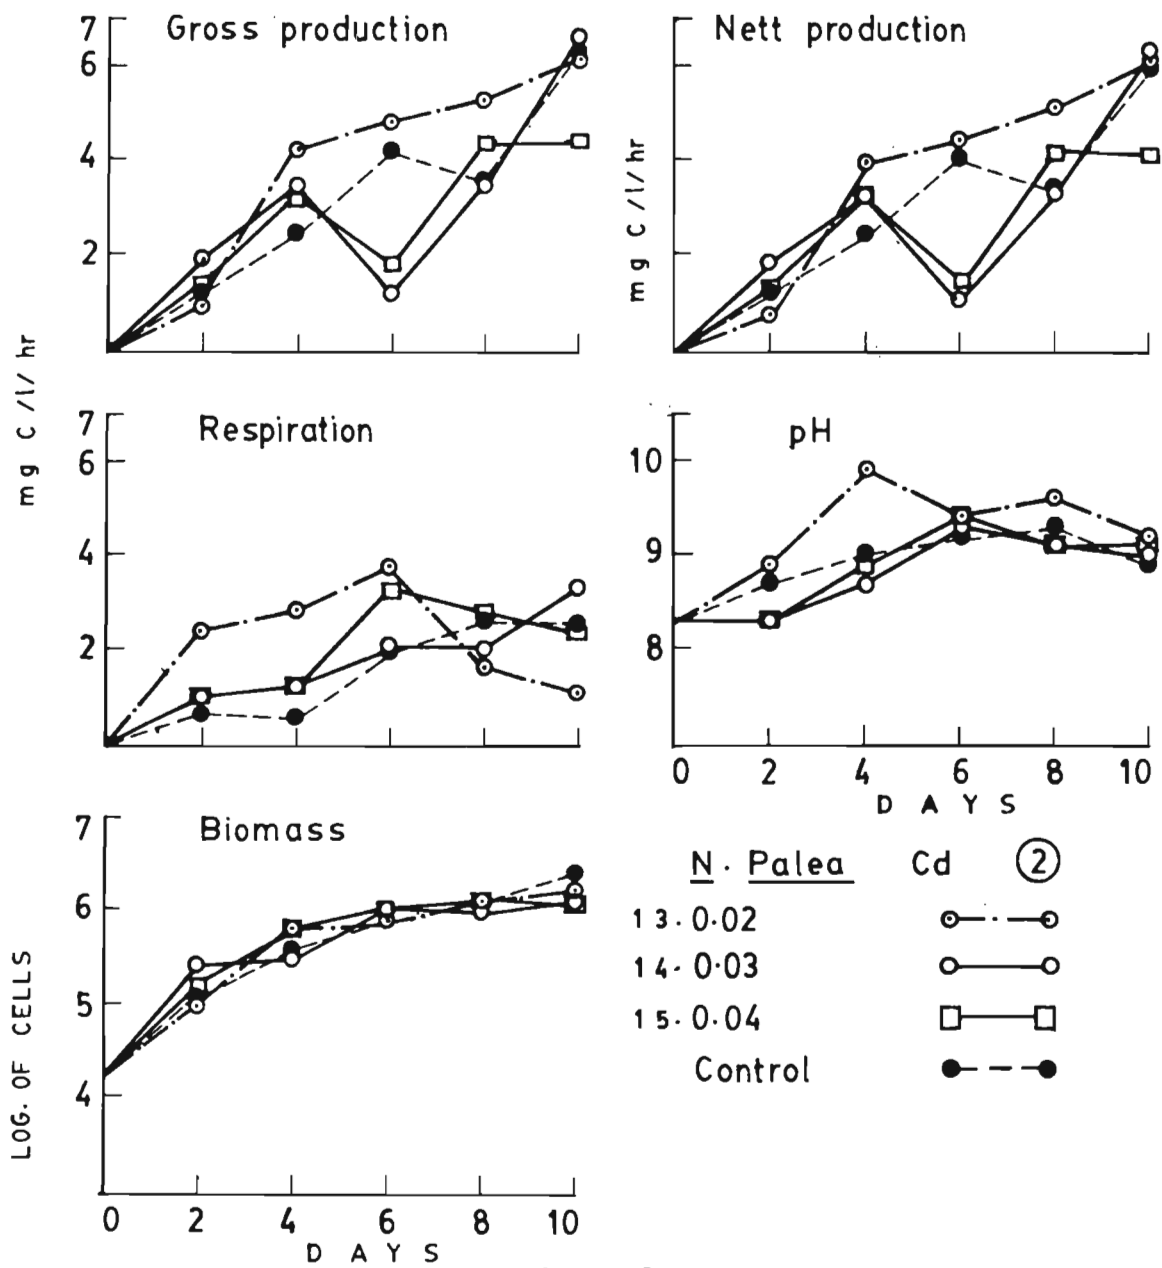 Gross production
7
6
4
2
mg C /l/ hr
Nett production
mg C /l/ hr
Respiration
7
6
4
2
pH
10
9
8
0 2 4 6 8 10
DAYS
Biomass
7
6
5
4
LOG. OF CELLS
0 2 4 6 8 10
DAYS
N. Palea Cd 2
13. 0.02
14. 0.03
15. 0.04
Control